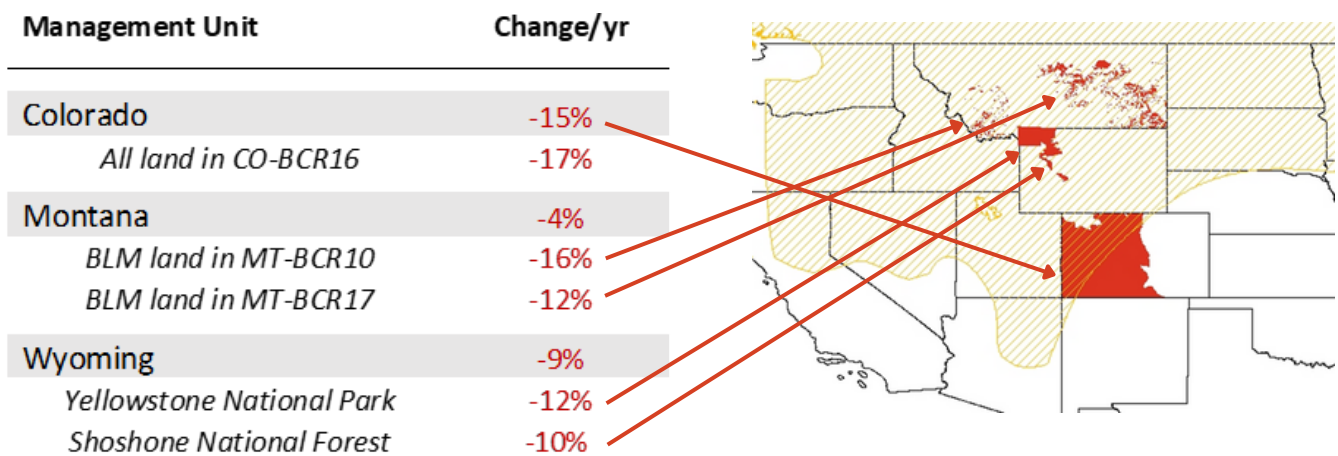 Management Unit Change/yr
Colorado -15%
All land in CO-BCR16 -17%
Montana -4%
BLM land in MT-BCR10 -16%
BLM land in MT-BCR17 -12%
Wyoming -9%
Yellowstone National Park -12%
Shoshone National Forest -10%